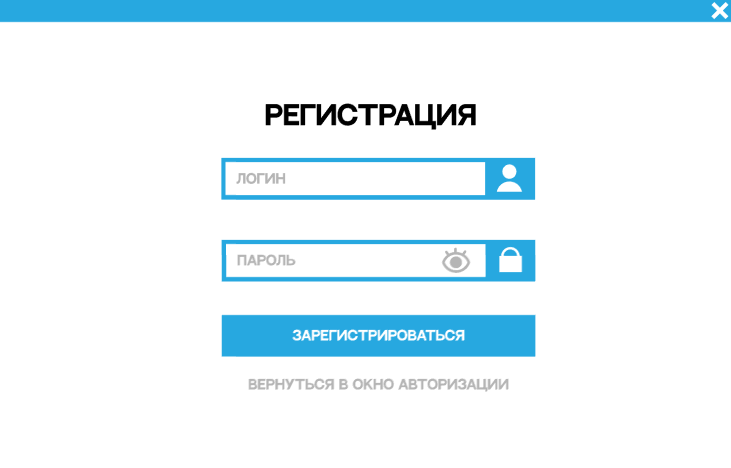 РЕГИСТРАЦИЯ
ЛОГИН
ПАРОЛЬ
ЗАРЕГИСТРИРОВАТЬСЯ
ВЕРНУТЬСЯ В ОКНО АВТОРИЗАЦИИ